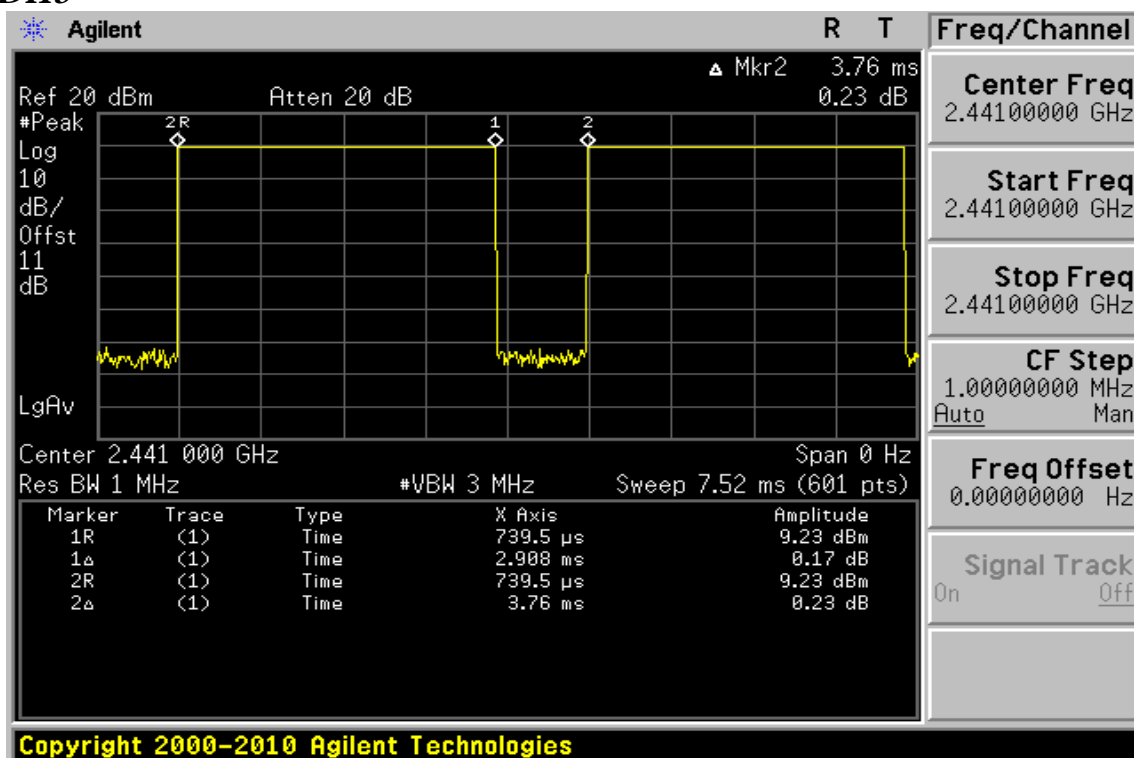 Agilent R T Freq/Channel
▵ Mkr2 3.76 ms
Ref 20 dBm Atten 20 dB 0.23 dB
#Peak
Log
10
dB/
Offst
11
dB
LgAv
2R 1 2
Center 2.441 000 GHz Span 0 Hz
Res BW 1 MHz #VBW 3 MHz Sweep 7.52 ms (601 pts)
Marker Trace Type X Axis Amplitude
1R (1) Time 739.5 µs 9.23 dBm
1▵ (1) Time 2.908 ms 0.17 dB
2R (1) Time 739.5 µs 9.23 dBm
2▵ (1) Time 3.76 ms 0.23 dB
Center Freq
2.44100000 GHz
Start Freq
2.44100000 GHz
Stop Freq
2.44100000 GHz
CF Step
1.00000000 MHz
Auto Man
Freq Offset
0.00000000 Hz
Signal Track
On Off
Copyright 2000-2010 Agilent Technologies